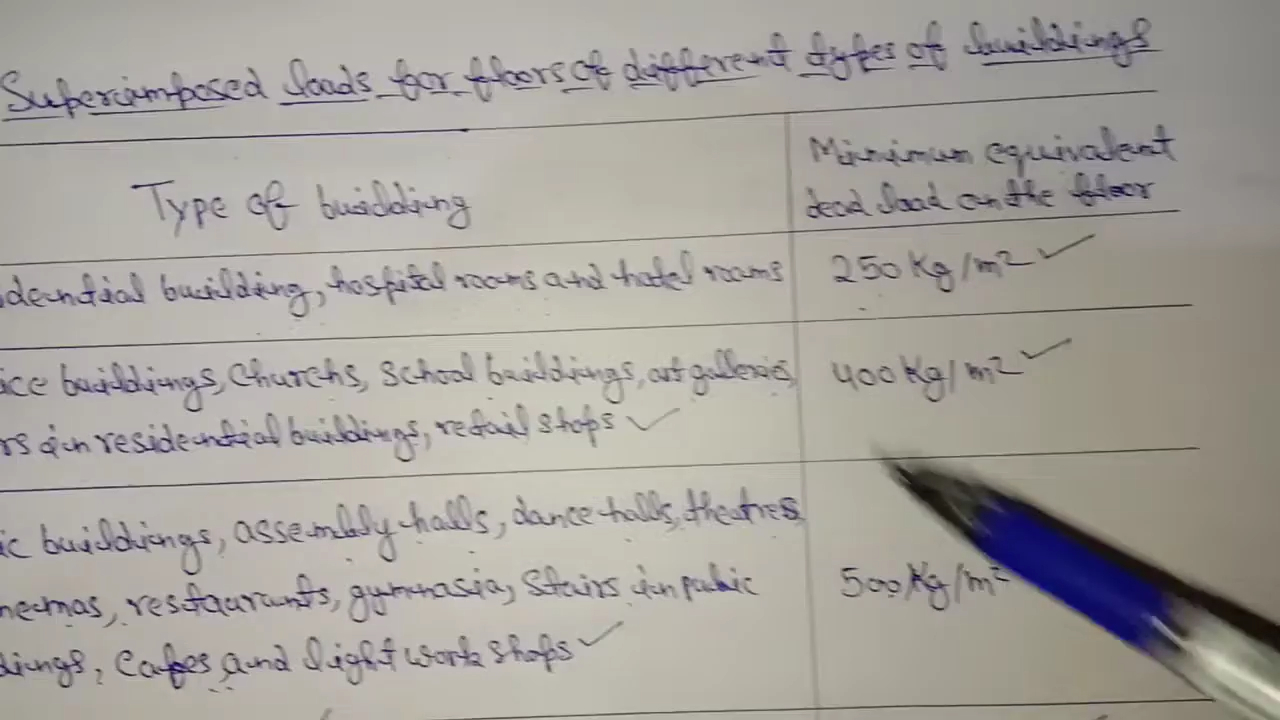 Superimposed loads for floors of different types of buildings
Type of building
Minimum equivalent
dead load on the floor
dential building, hospital rooms and hotel rooms
250 Kg/m²
ice buildings, Churchs, School buildings, art galleries,
400 Kg/m²
rs in residential buildings, retail shops
ic buildings, assembly halls, dance halls, theatres
nemas, restaurants, gymnasia, Stairs in pubic
500 Kg/m²
dings, Cafes and light work shops